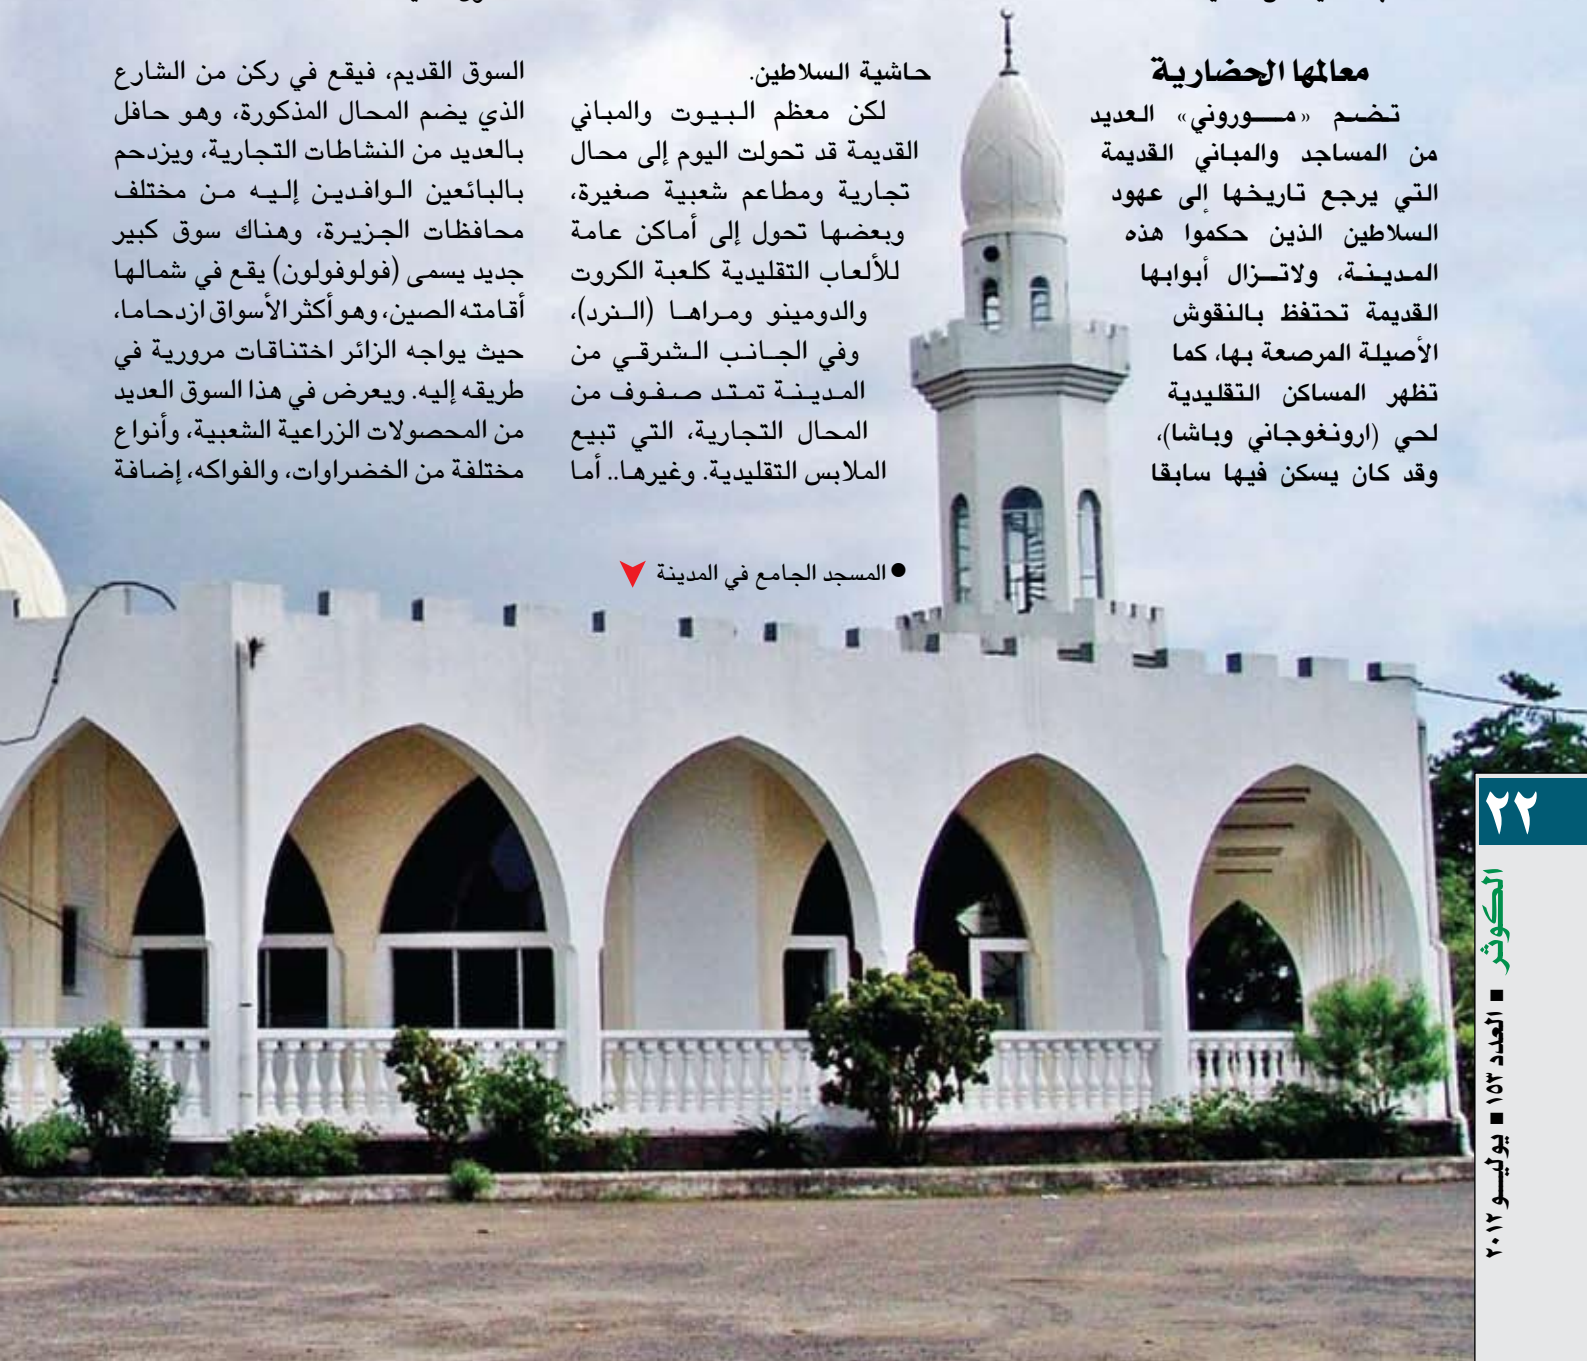 معالمها الحضارية
تضم «موروني» العديد
من المساجد والمباني القديمة
التي يرجع تاريخها إلى عهود
السلاطين الذين حكموا هذه
المدينة، ولاتزال أبوابها
القديمة تحتفظ بالنقوش
الأصيلة المرصعة بها، كما
تظهر المساكن التقليدية
لحي (ارونغوجاني وباشا)،
وقد كان يسكن فيها سابقا
حاشية السلاطين.
لكن معظم البيوت والمباني
القديمة قد تحولت اليوم إلى محال
تجارية ومطاعم شعبية صغيرة،
وبعضها تحول إلى أماكن عامة
للألعاب التقليدية كلعبة الكروت
والدومينو ومراها (النرد)،
وفي الجانب الشرقي من
المدينة تمتد صفوف من
المحال التجارية، التي تبيع
الملابس التقليدية. وغيرها.. أما
السوق القديم، فيقع في ركن من الشارع
الذي يضم المحال المذكورة، وهو حافل
بالعديد من النشاطات التجارية، ويزدحم
بالبائعين الوافدين إليه من مختلف
محافظات الجزيرة، وهناك سوق كبير
جديد يسمى (فولوفولون) يقع في شمالها
أقامته الصين، وهو أكثر الأسواق ازدحاما،
حيث يواجه الزائر اختناقات مرورية في
طريقه إليه. ويعرض في هذا السوق العديد
من المحصولات الزراعية الشعبية، وأنواع
مختلفة من الخضراوات، والفواكه، إضافة
● المسجد الجامع في المدينة
٢٢
الكوثر ■ العدد ١٥٣ ■ يوليــو ٢٠١٢